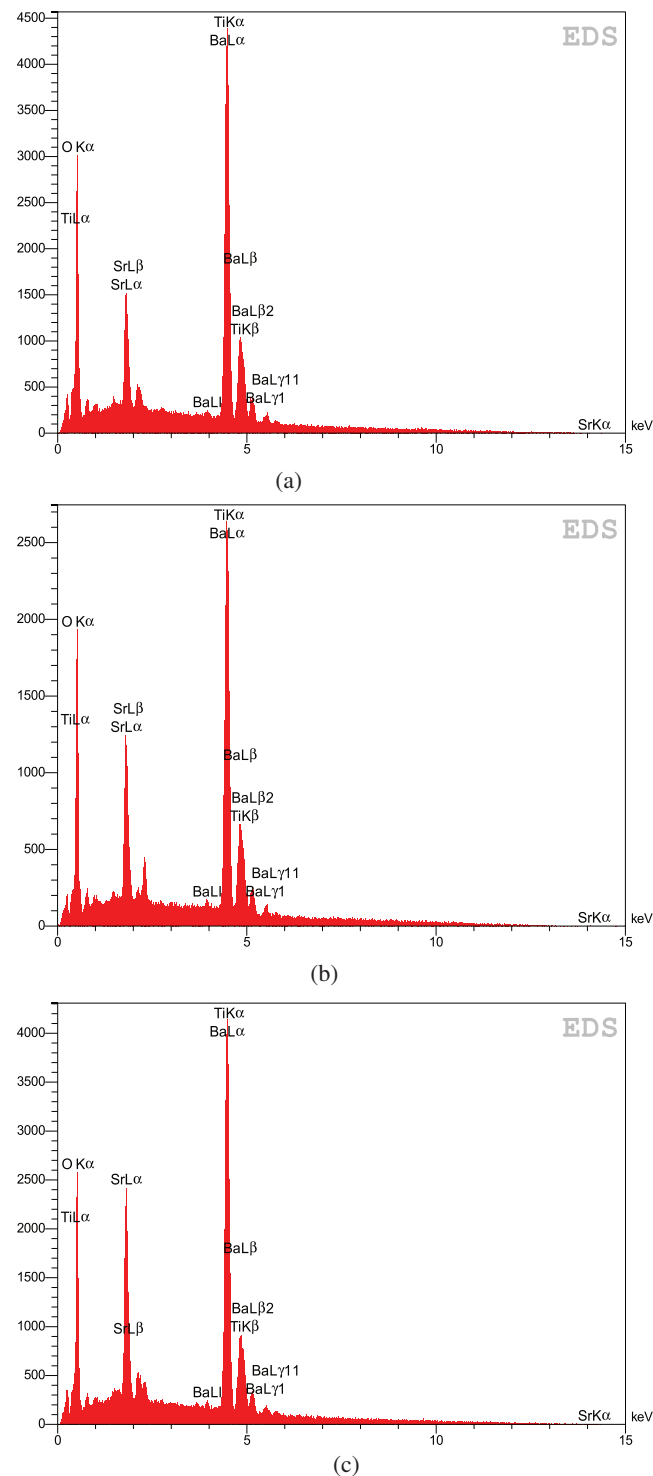 4500
TiKα
EDS
4000
BaLα
3500
3000
O Kα
2500
TiLα
2000
BaLβ
SrLβ
1500
SrLα
BaLβ2
1000
TiKβ
BaLγ11
500
BaLl
BaLγ1
SrKα
0
0
5
10
15
keV
(a)
TiKα
EDS
2500
BaLα
2000
O Kα
TiLα
1500
SrLβ
SrLα
BaLβ
1000
BaLβ2
TiKβ
500
BaLγ11
BaLl
BaLγ1
SrKα
0
0
5
10
15
keV
(b)
TiKα
EDS
4000
BaLα
3500
3000
O Kα
2500
SrLα
TiLα
2000
BaLβ
1500
BaLβ2
1000
SrLβ
TiKβ
BaLγ11
500
BaLl
BaLγ1
SrKα
0
0
5
10
15
keV
(c)